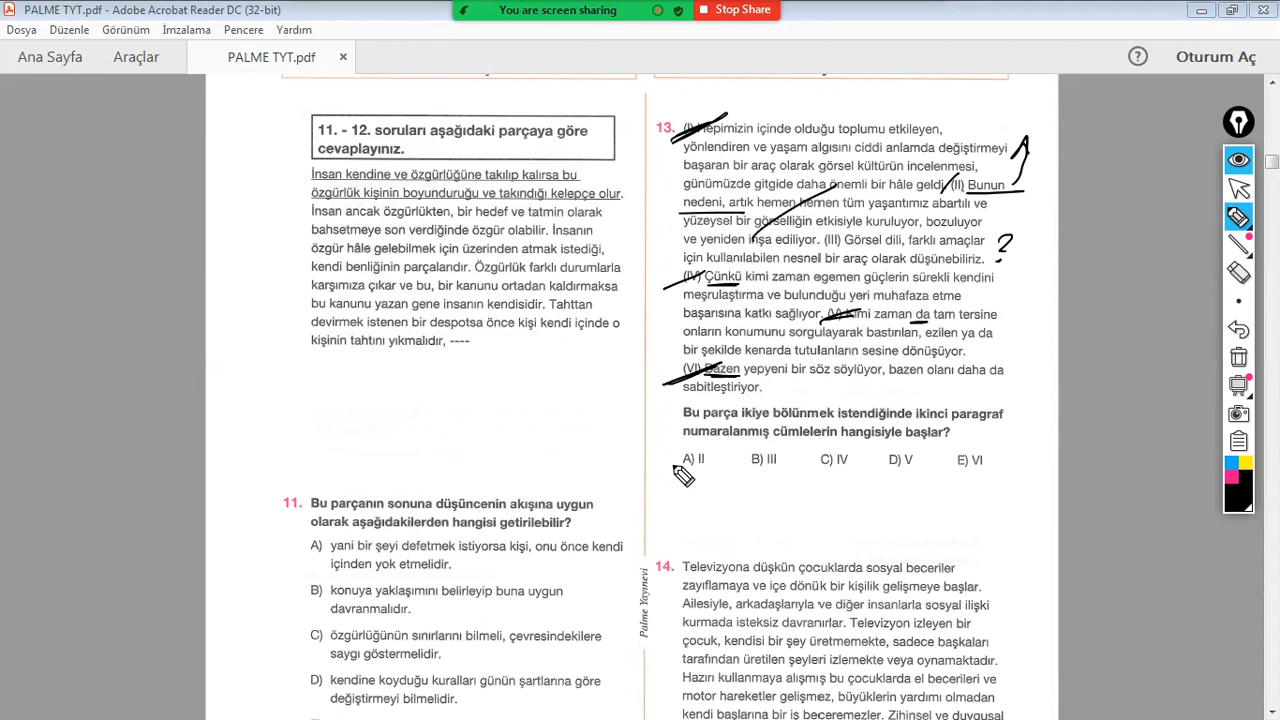 PALME TYT.pdf - Adobe Acrobat Reader DC (32-bit)
You are screen sharing
Stop Share
Dosya Düzenle Görünüm İmzalama Pencere Yardım
Ana Sayfa Araçlar PALME TYT.pdf × ? Oturum Aç
11. - 12. soruları aşağıdaki parçaya göre
cevaplayınız.
İnsan kendine ve özgürlüğüne takılıp kalırsa bu
özgürlük kişinin boyunduruğu ve takındığı kelepçe olur.
İnsan ancak özgürlükten, bir hedef ve tatmin olarak
bahsetmeye son verdiğinde özgür olabilir. İnsanın
özgür hâle gelebilmek için üzerinden atmak istediği,
kendi benliğinin parçalarıdır. Özgürlük farklı durumlarla
karşımıza çıkar ve bu, bir kanunu ortadan kaldırmaksa
bu kanunu yazan gene insanın kendisidir. Tahttan
devirmek istenen bir despotsa önce kişi kendi içinde o
kişinin tahtını yıkmalıdır, ----
11. Bu parçanın sonuna düşüncenin akışına uygun
olarak aşağıdakilerden hangisi getirilebilir?
A) yani bir şeyi defetmek istiyorsa kişi, onu önce kendi
içinden yok etmelidir.
B) konuya yaklaşımını belirleyip buna uygun
davranmalıdır.
C) özgürlüğünün sınırlarını bilmeli, çevresindekilere
saygı göstermelidir.
D) kendine koyduğu kuralları günün şartlarına göre
değiştirmeyi bilmelidir.
Palme Yayınevi
13. (I) Hepimizin içinde olduğu toplumu etkileyen,
yönlendiren ve yaşam algısını ciddi anlamda değiştirmeyi
başaran bir araç olarak görsel kültürün incelenmesi,
günümüzde gitgide daha önemli bir hâle geldi. (II) Bunun
nedeni, artık hemen hemen tüm yaşantımız abartılı ve
yüzeysel bir görselliğin etkisiyle kuruluyor, bozuluyor
ve yeniden inşa ediliyor. (III) Görsel dili, farklı amaçlar ?
için kullanılabilen nesnel bir araç olarak düşünebiliriz.
(IV) Çünkü kimi zaman egemen güçlerin sürekli kendini
meşrulaştırma ve bulunduğu yeri muhafaza etme
başarısına katkı sağlıyor. (V) Kimi zaman da tam tersine
onların konumunu sorgulayarak bastırılan, ezilen ya da
bir şekilde kenarda tutulanların sesine dönüşüyor.
(VI) Bazen yepyeni bir söz söylüyor, bazen olanı daha da
sabitleştiriyor.
Bu parça ikiye bölünmek istendiğinde ikinci paragraf
numaralanmış cümlelerin hangisiyle başlar?
A) II B) III C) IV D) V E) VI
14. Televizyona düşkün çocuklarda sosyal beceriler
zayıflamaya ve içe dönük bir kişilik gelişmeye başlar.
Ailesiyle, arkadaşlarıyla ve diğer insanlarla sosyal ilişki
kurmada isteksiz davranırlar. Televizyon izleyen bir
çocuk, kendisi bir şey üretmemekte, sadece başkaları
tarafından üretilen şeyleri izlemekte veya oynamaktadır.
Hazırı kullanmaya alışmış bu çocuklarda el becerileri ve
motor hareketler gelişmez, büyüklerin yardımı olmadan
kendi başlarına bir iş beceremezler. Zihinsel ve duygusal